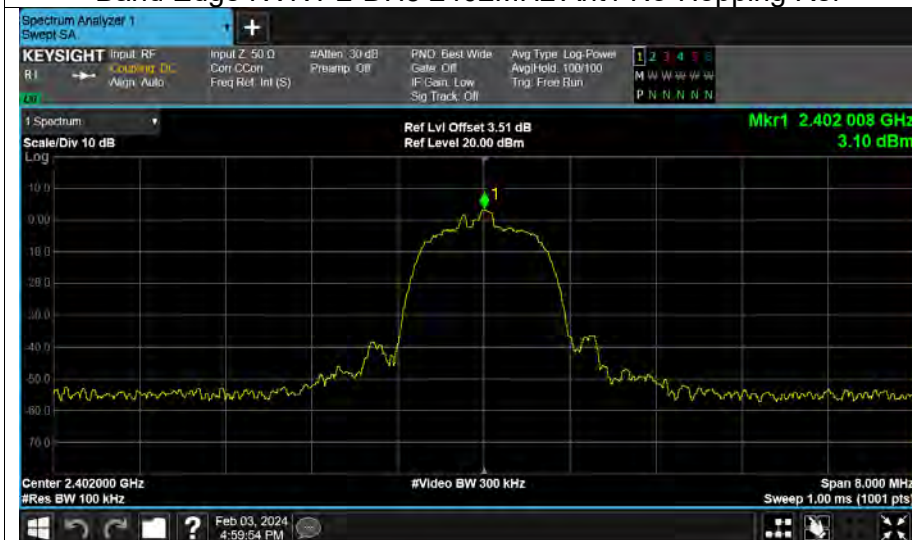 Spectrum Analyzer 1
Swept SA
+
KEYSIGHT Input: RF
Coupling: DC
Align: Auto
Input Z: 50 Ω
Corr CCorr
Freq Ref: Int (S)
#Atten: 30 dB
Preamp: Off
PNO: Best Wide
Gate: Off
IF Gain: Low
Sig Track: Off
Avg Type: Log-Power
Avg|Hold: 100/100
Trig: Free Run
1 2 3 4 5 6
M W W W W W
P N N N N N
1 Spectrum
Scale/Div 10 dB
Ref Lvl Offset 3.51 dB
Ref Level 20.00 dBm
Mkr1 2.402 008 GHz
3.10 dBm
Log
10.0
0.00
-10.0
-20.0
-30.0
-40.0
-50.0
-60.0
-70.0
1
Center 2.402000 GHz
#Res BW 100 kHz
#Video BW 300 kHz
Span 8.000 MHz
Sweep 1.00 ms (1001 pts)
?
Feb 03, 2024
4:59:54 PM